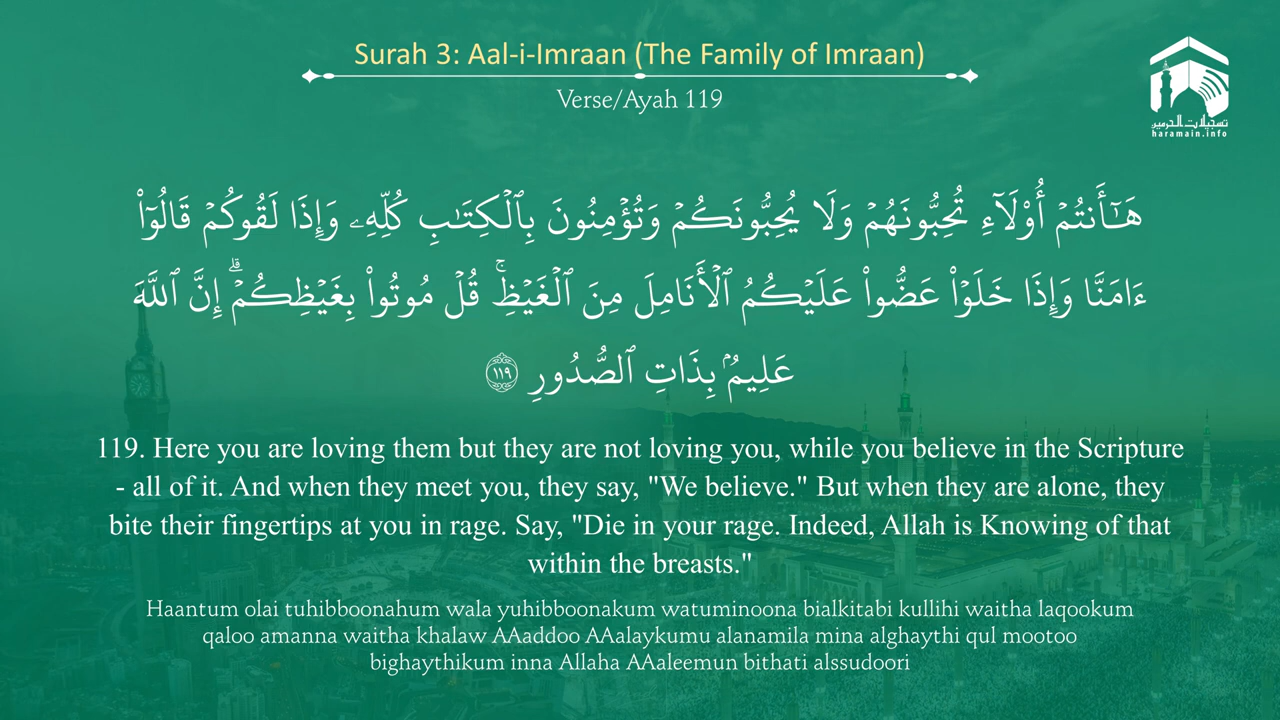 Surah 3: Aal-i-Imraan (The Family of Imraan)
Verse/Ayah 119
تسجيلات الحرمين
haramain.info
هَـٰٓأَنتُمۡ أُوْلَآءِ تُحِبُّونَهُمۡ وَلَا يُحِبُّونَكُمۡ وَتُؤۡمِنُونَ بِٱلۡكِتَـٰبِ كُلِّهِۦ وَإِذَا لَقُوكُمۡ قَالُوٓاْ
ءَامَنَّا وَإِذَا خَلَوۡاْ عَضُّواْ عَلَيۡكُمُ ٱلۡأَنَامِلَ مِنَ ٱلۡغَيۡظِۚ قُلۡ مُوتُواْ بِغَيۡظِكُمۡۗ إِنَّ ٱللَّهَ
عَلِيمُۢ بِذَاتِ ٱلصُّدُورِ ١١٩
119. Here you are loving them but they are not loving you, while you believe in the Scripture
- all of it. And when they meet you, they say, "We believe." But when they are alone, they
bite their fingertips at you in rage. Say, "Die in your rage. Indeed, Allah is Knowing of that
within the breasts."
Haantum olai tuhibboonahum wala yuhibboonakum watuminoona bialkitabi kullihi waitha laqookum
qaloo amanna waitha khalaw AAaddoo AAalaykumu alanamila mina alghaythi qul mootoo
bighaythikum inna Allaha AAaleemun bithati alssudoori